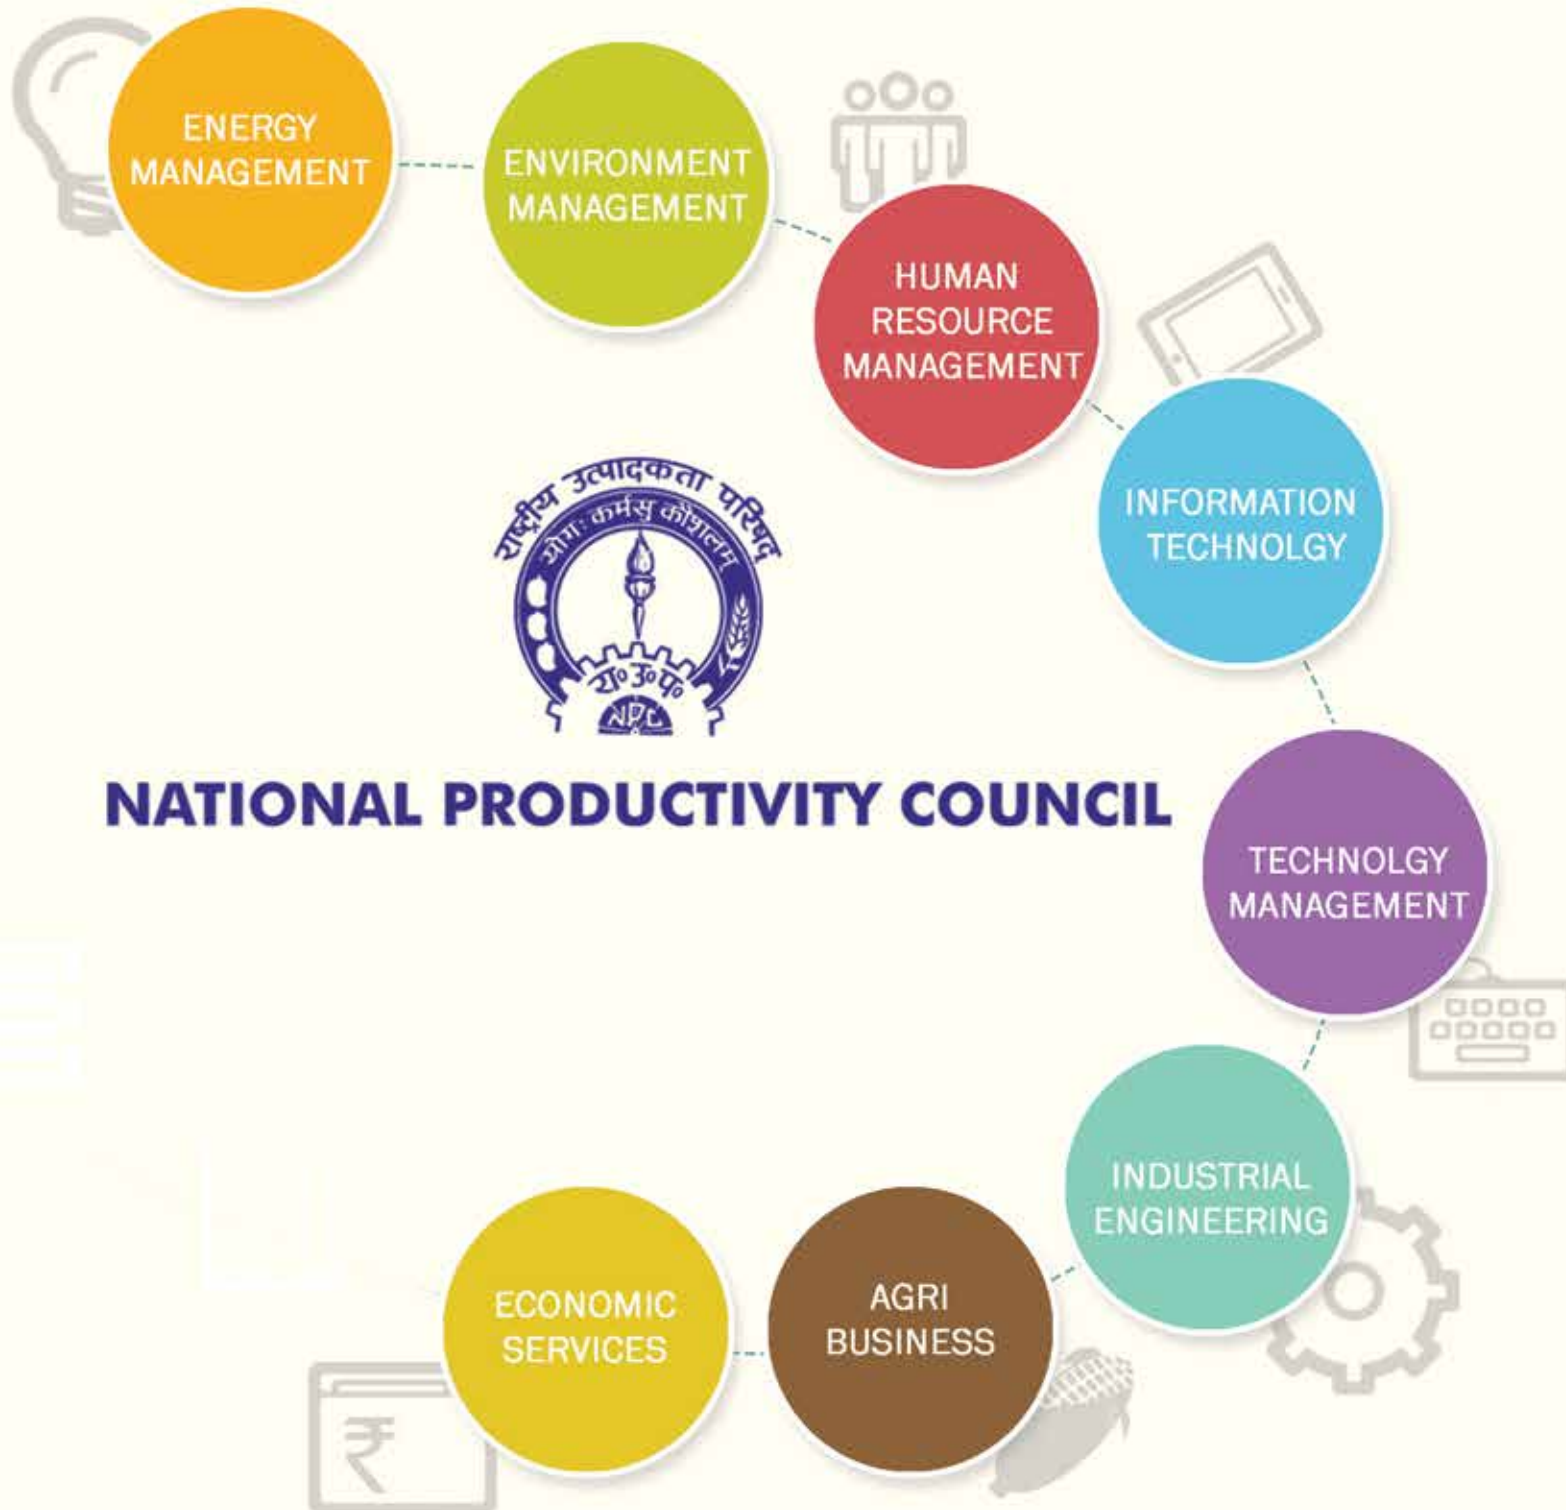 ENERGY
MANAGEMENT
ENVIRONMENT
MANAGEMENT
HUMAN
RESOURCE
MANAGEMENT
INFORMATION
TECHNOLGY
राष्ट्रीय उत्पादकता परिषद्
योगः कर्मसु कौशलम्
रा० उ० प०
NPC
NATIONAL PRODUCTIVITY COUNCIL
TECHNOLGY
MANAGEMENT
INDUSTRIAL
ENGINEERING
AGRI
BUSINESS
ECONOMIC
SERVICES
₹